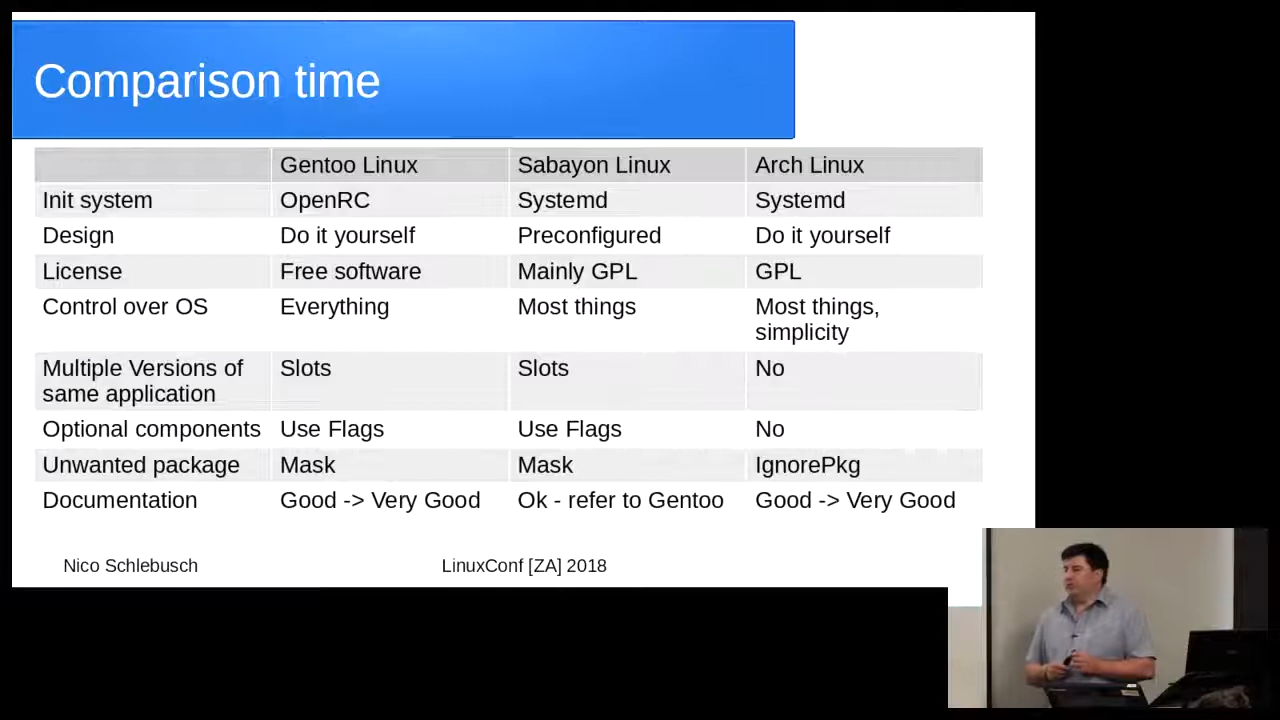 Comparison time
Gentoo Linux Sabayon Linux Arch Linux
Init system OpenRC Systemd Systemd
Design Do it yourself Preconfigured Do it yourself
License Free software Mainly GPL GPL
Control over OS Everything Most things Most things,
simplicity
Multiple Versions of Slots Slots No
same application
Optional components Use Flags Use Flags No
Unwanted package Mask Mask IgnorePkg
Documentation Good -> Very Good Ok - refer to Gentoo Good -> Very Good
Nico Schlebusch LinuxConf [ZA] 2018